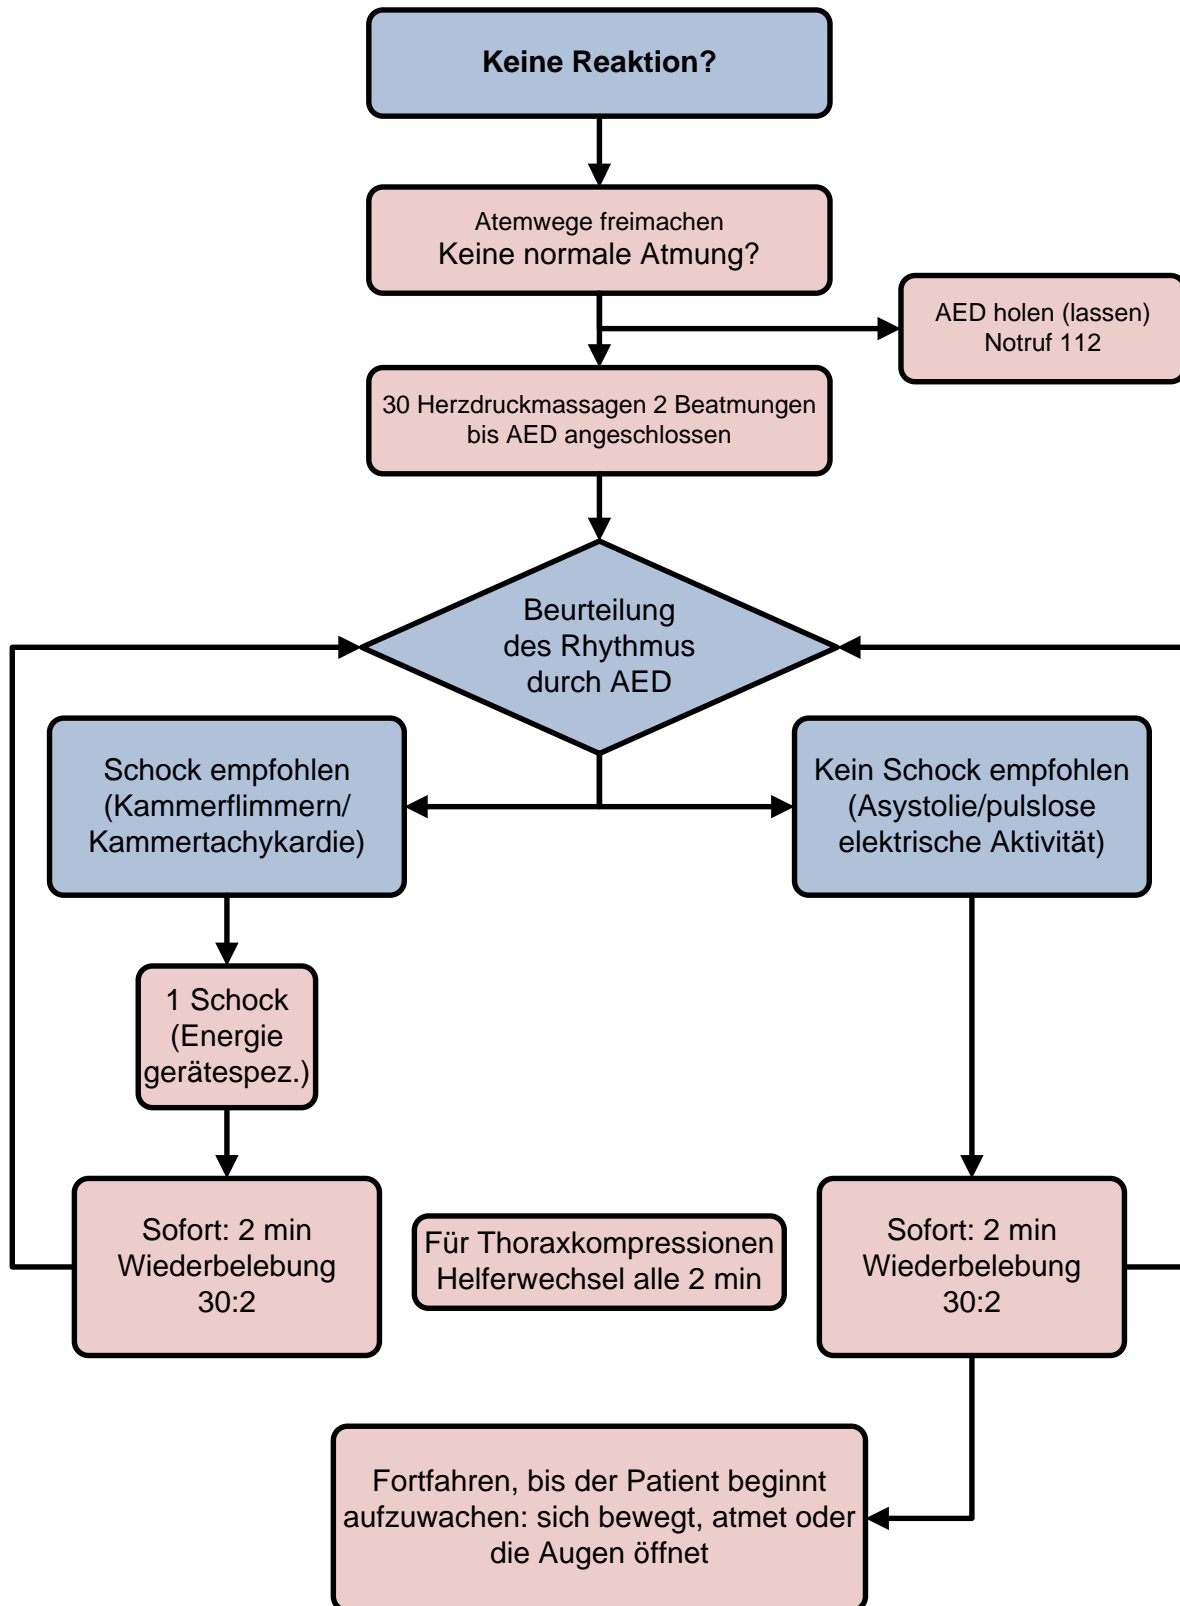 Keine Reaktion?
Atemwege freimachen
Keine normale Atmung?
AED holen (lassen)
Notruf 112
30 Herzdruckmassagen 2 Beatmungen
bis AED angeschlossen
Beurteilung
des Rhythmus
durch AED
Schock empfohlen
(Kammerflimmern/
Kammertachykardie)
Kein Schock empfohlen
(Asystolie/pulslose
elektrische Aktivität)
1 Schock
(Energie
gerätespez.)
Sofort: 2 min
Wiederbelebung
30:2
Für Thoraxkompressionen
Helferwechsel alle 2 min
Sofort: 2 min
Wiederbelebung
30:2
Fortfahren, bis der Patient beginnt
aufzuwachen: sich bewegt, atmet oder
die Augen öffnet